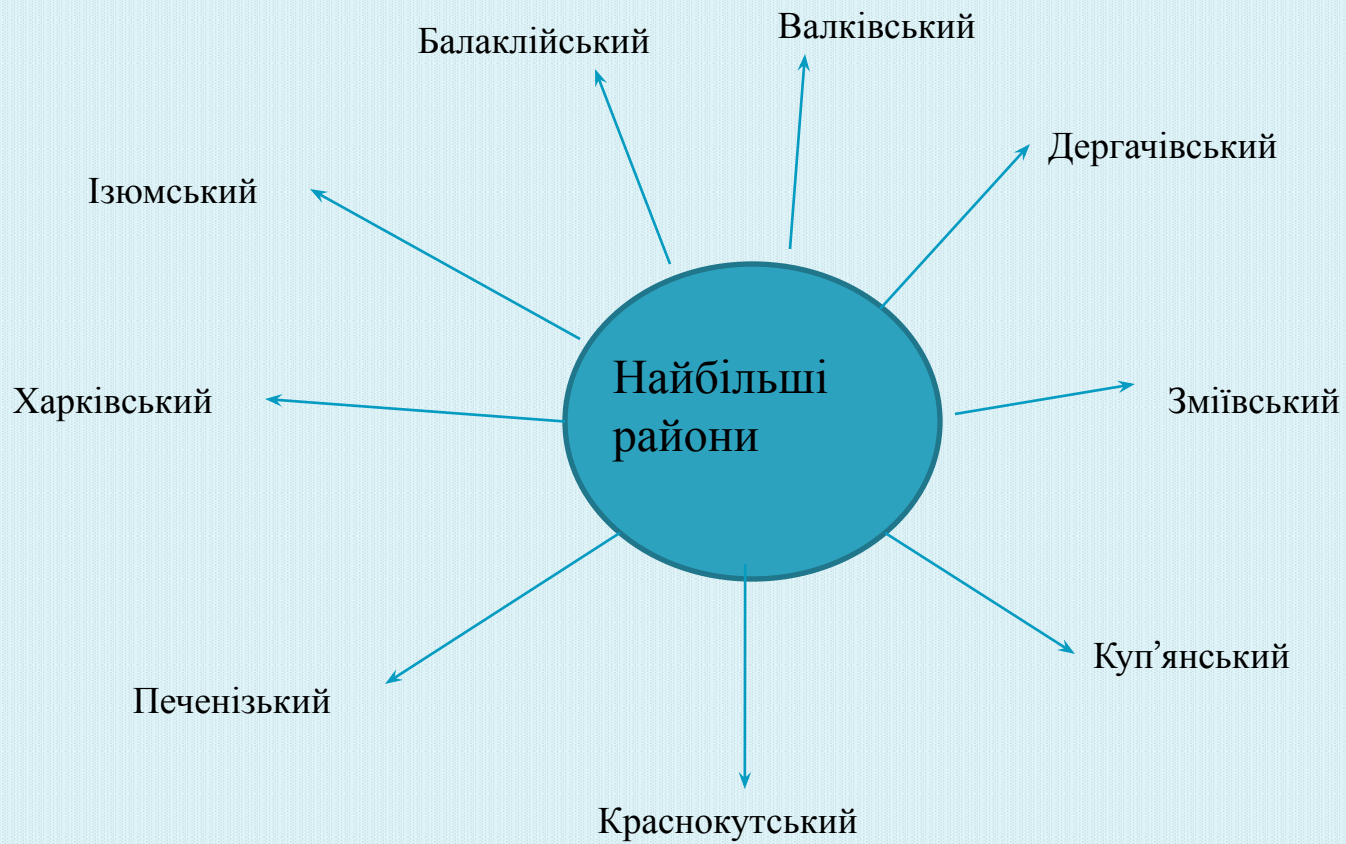 Валківський
Балаклійський
Дергачівський
Ізюмський
Найбільші
райони
Харківський
Зміївський
Куп’янський
Печенізький
Краснокутський